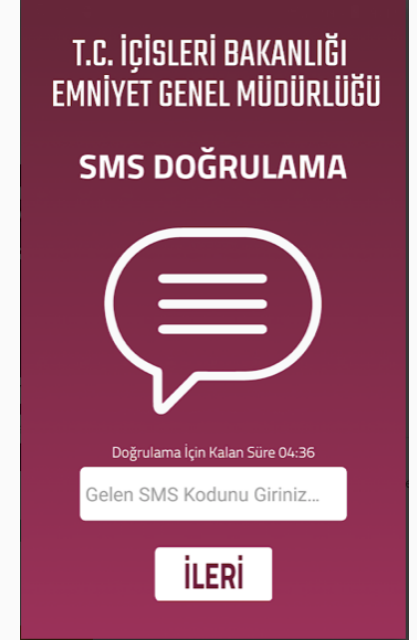 T.C. İÇİSLERİ BAKANLIĞI
EMNİYET GENEL MÜDÜRLÜĞÜ
SMS DOĞRULAMA
Doğrulama İçin Kalan Süre 04:36
Gelen SMS Kodunu Giriniz...
İLERİ